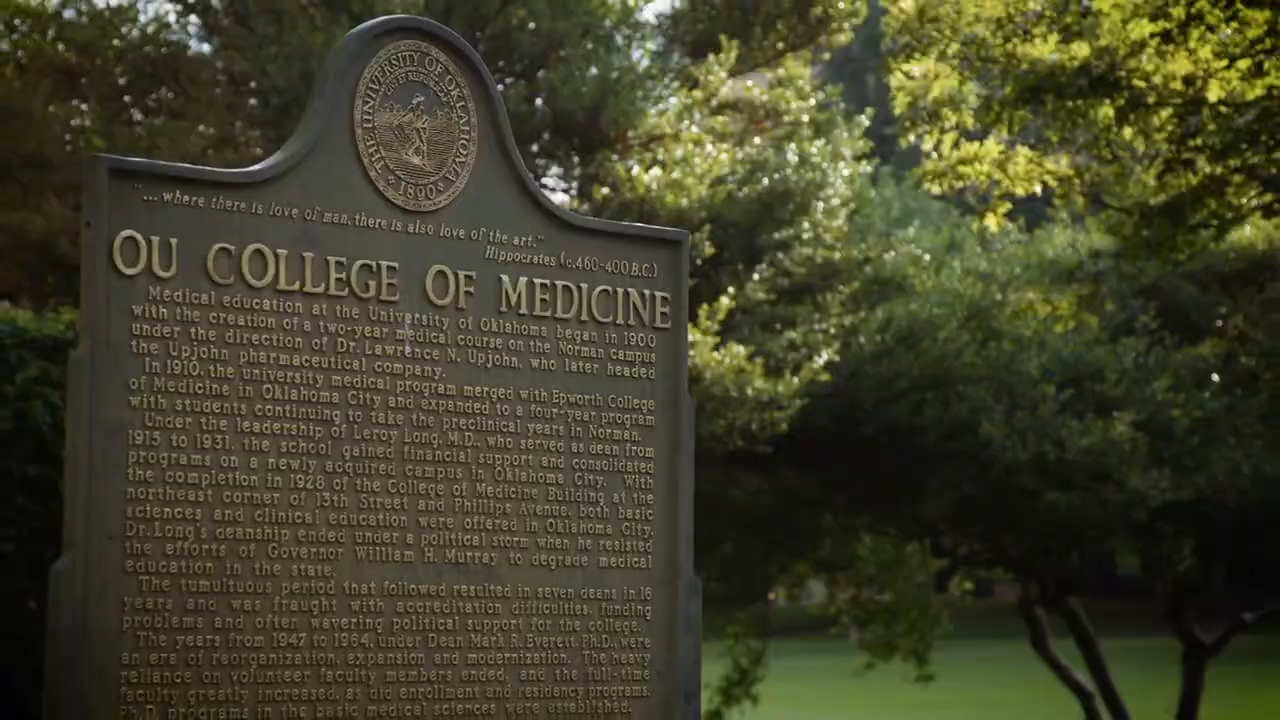 THE UNIVERSITY OF OKLAHOMA
CIVI ET REIPUBLICAE
1890
"...where there is love of man, there is also love of the art."
Hippocrates (c.460-400 B.C.)
OU COLLEGE OF MEDICINE
Medical education at the University of Oklahoma began in 1900
with the creation of a two-year medical course on the Norman campus
under the direction of Dr. Lawrence N. Upjohn, who later headed
the Upjohn pharmaceutical company.
In 1910, the university medical program merged with Epworth College
of Medicine in Oklahoma City and expanded to a four-year program
with students continuing to take the preclinical years in Norman.
Under the leadership of Leroy Long, M.D., who served as dean from
1915 to 1931, the school gained financial support and consolidated
programs on a newly acquired campus in Oklahoma City. With
the completion in 1928 of the College of Medicine Building at the
northeast corner of 13th Street and Phillips Avenue, both basic
sciences and clinical education were offered in Oklahoma City.
Dr. Long's deanship ended under a political storm when he resisted
the efforts of Governor William H. Murray to degrade medical
education in the state.
The tumultuous period that followed resulted in seven deans in 16
years and was fraught with accreditation difficulties, funding
problems and often wavering political support for the college.
The years from 1947 to 1964, under Dean Mark R. Everett, Ph.D., were
an era of reorganization, expansion and modernization. The heavy
reliance on volunteer faculty members ended, and the full-time
faculty greatly increased, as did enrollment and residency programs.
Ph.D. programs in the basic medical sciences were established.